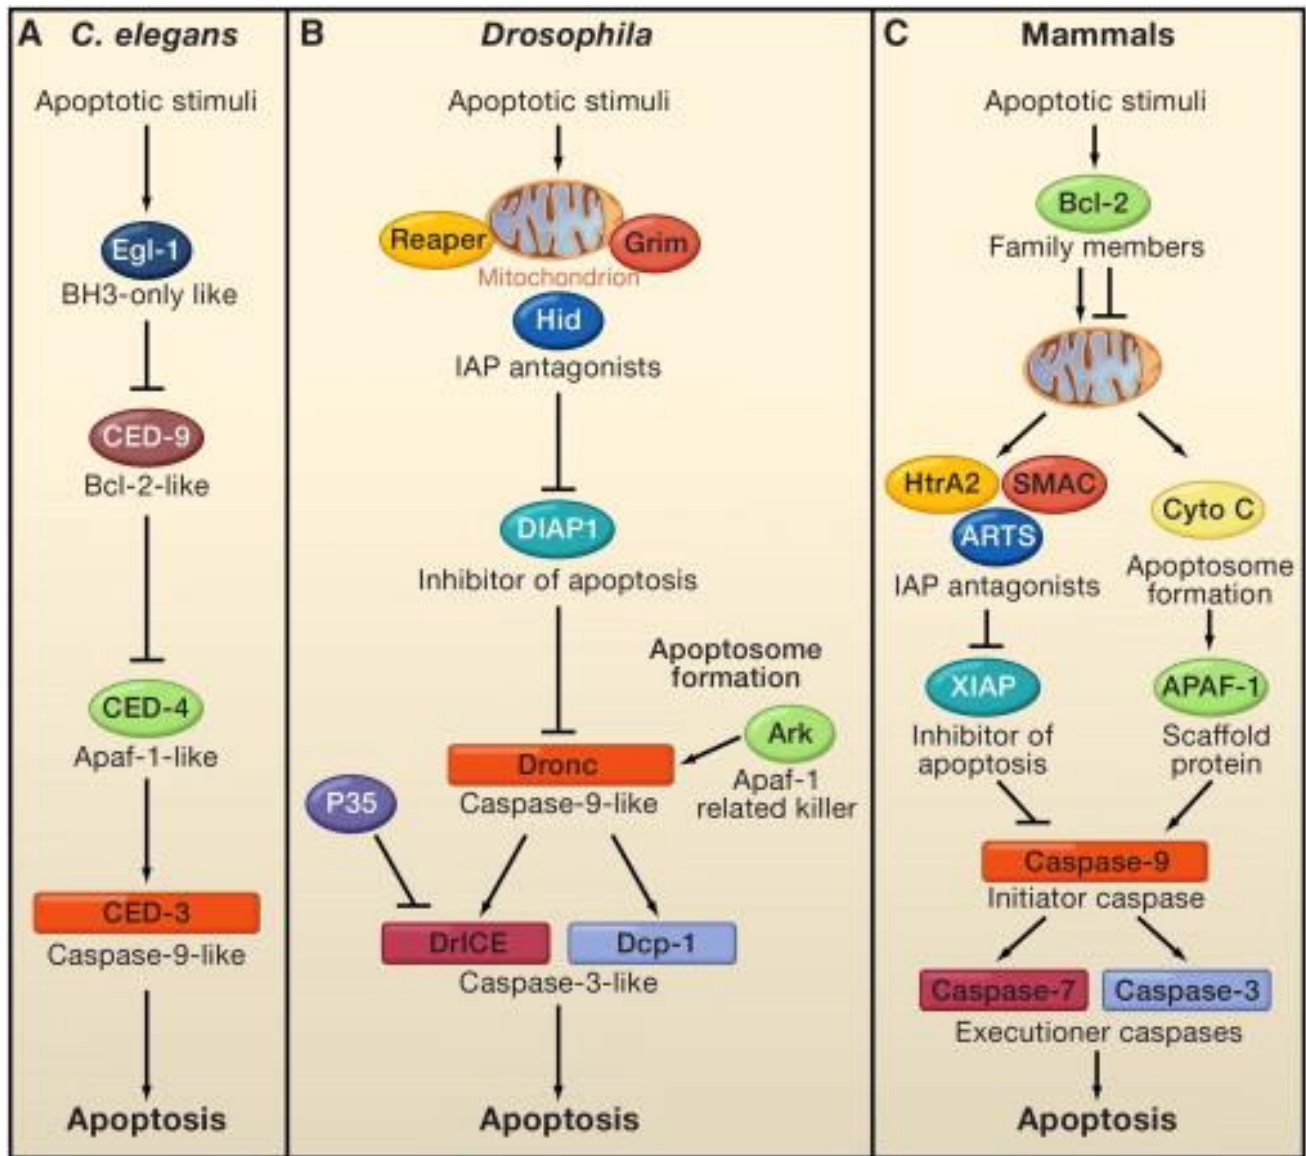 A C. elegans
Apoptotic stimuli
Egl-1
BH3-only like
CED-9
Bcl-2-like
CED-4
Apaf-1-like
CED-3
Caspase-9-like
Apoptosis
B Drosophila
Apoptotic stimuli
Reaper
Grim
Mitochondrion
Hid
IAP antagonists
DIAP1
Inhibitor of apoptosis
Apoptosome
formation
Ark
Apaf-1
related killer
Dronc
Caspase-9-like
P35
DrICE
Dcp-1
Caspase-3-like
Apoptosis
C Mammals
Apoptotic stimuli
Bcl-2
Family members
HtrA2
SMAC
ARTS
IAP antagonists
Cyto C
Apoptosome
formation
XIAP
Inhibitor of
apoptosis
APAF-1
Scaffold
protein
Caspase-9
Initiator caspase
Caspase-7
Caspase-3
Executioner caspases
Apoptosis